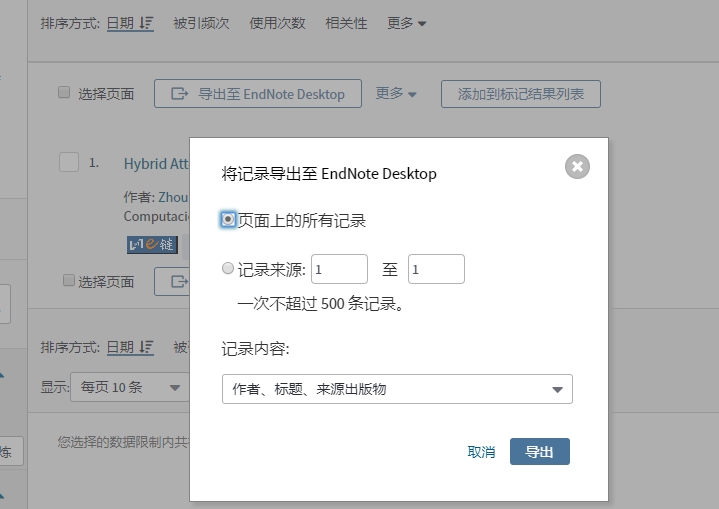 排序方式: 日期 被引频次 使用次数 相关性 更多
选择页面 导出至 EndNote Desktop 更多 添加到标记结果列表
1. Hybrid Att
作者: Zhou
Computacio
链
选择页面
将记录导出至 EndNote Desktop
页面上的所有记录
记录来源: 1 至 1
一次不超过 500 条记录。
记录内容:
作者、标题、来源出版物
取消 导出
排序方式: 日期
显示: 每页 10 条
炼
您选择的数据限制内共